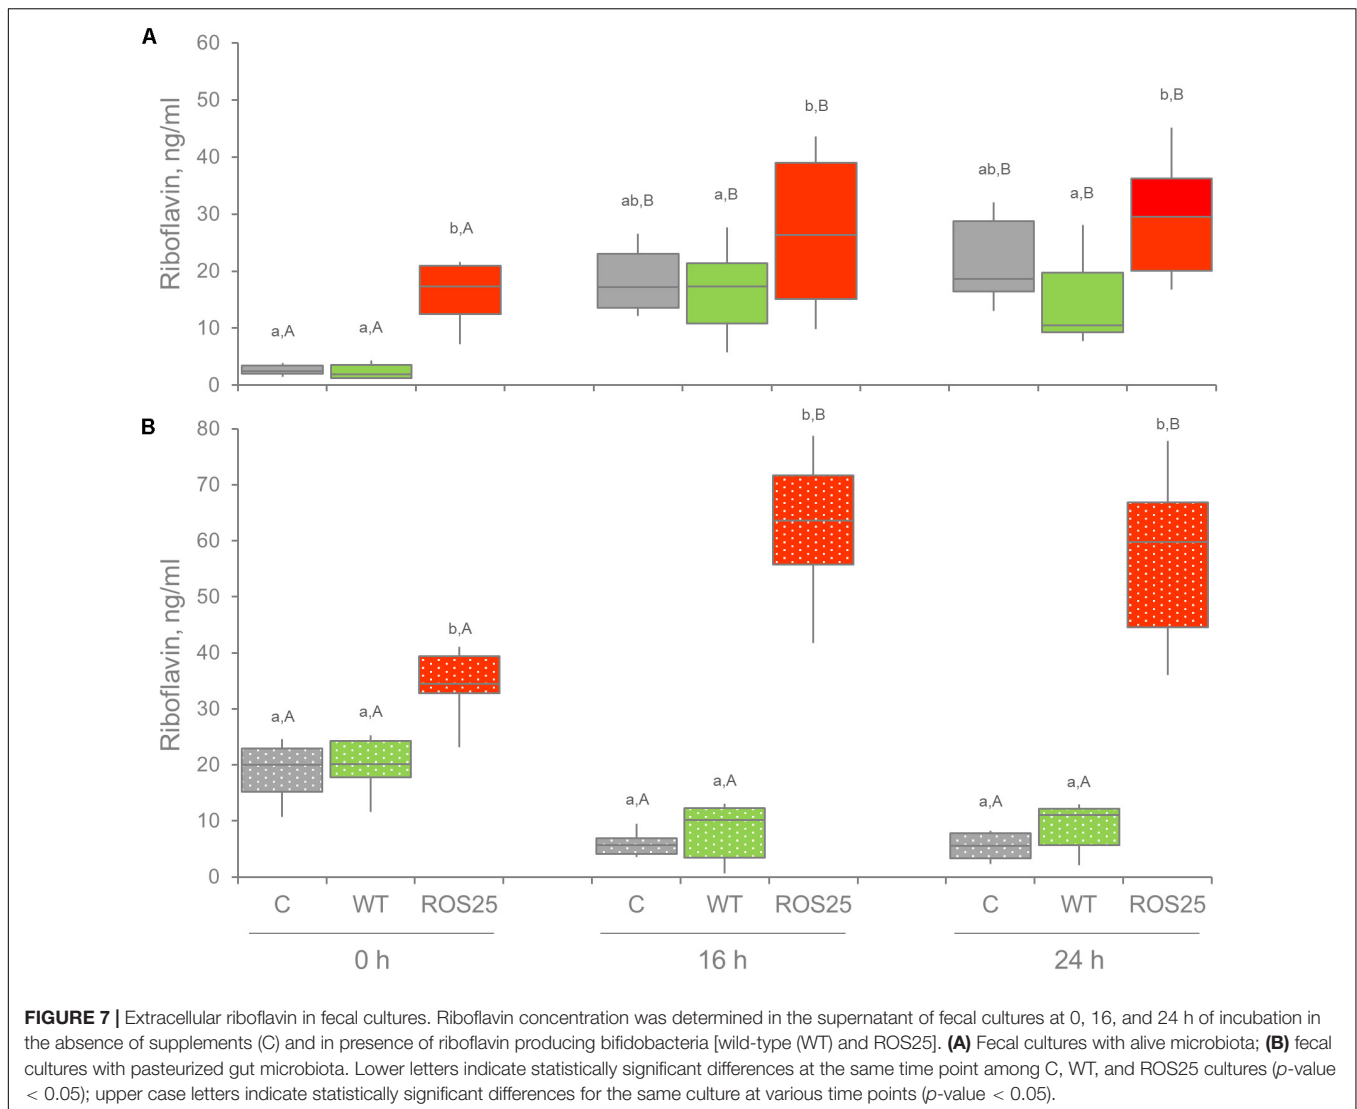 A
60
50
40
30
20
10
0
Riboflavin, ng/ml
a,A
a,A
b,A
ab,B
a,B
b,B
ab,B
a,B
b,B
B
80
70
60
50
40
30
20
10
0
Riboflavin, ng/ml
a,A
a,A
b,A
a,A
a,A
b,B
a,A
a,A
b,B
C WT ROS25 C WT ROS25 C WT ROS25
0 h 16 h 24 h
FIGURE 7 | Extracellular riboflavin in fecal cultures. Riboflavin concentration was determined in the supernatant of fecal cultures at 0, 16, and 24 h of incubation in
the absence of supplements (C) and in presence of riboflavin producing bifidobacteria [wild-type (WT) and ROS25]. (A) Fecal cultures with alive microbiota; (B) fecal
cultures with pasteurized gut microbiota. Lower letters indicate statistically significant differences at the same time point among C, WT, and ROS25 cultures (p-value
< 0.05); upper case letters indicate statistically significant differences for the same culture at various time points (p-value < 0.05).